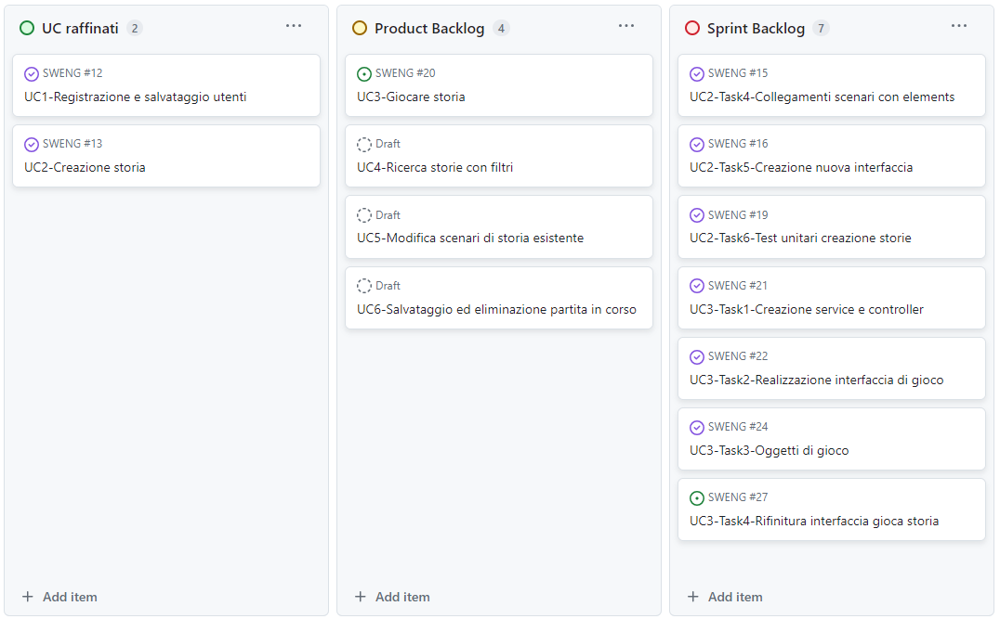 UC raffinati 2
SWENG #12
UC1-Registrazione e salvataggio utenti
SWENG #13
UC2-Creazione storia
Add item
Product Backlog 4
SWENG #20
UC3-Giocare storia
Draft
UC4-Ricerca storie con filtri
Draft
UC5-Modifica scenari di storia esistente
Draft
UC6-Salvataggio ed eliminazione partita in corso
Add item
Sprint Backlog 7
SWENG #15
UC2-Task4-Collegamenti scenari con elements
SWENG #16
UC2-Task5-Creazione nuova interfaccia
SWENG #19
UC2-Task6-Test unitari creazione storie
SWENG #21
UC3-Task1-Creazione service e controller
SWENG #22
UC3-Task2-Realizzazione interfaccia di gioco
SWENG #24
UC3-Task3-Oggetti di gioco
SWENG #27
UC3-Task4-Rifinitura interfaccia gioca storia
Add item